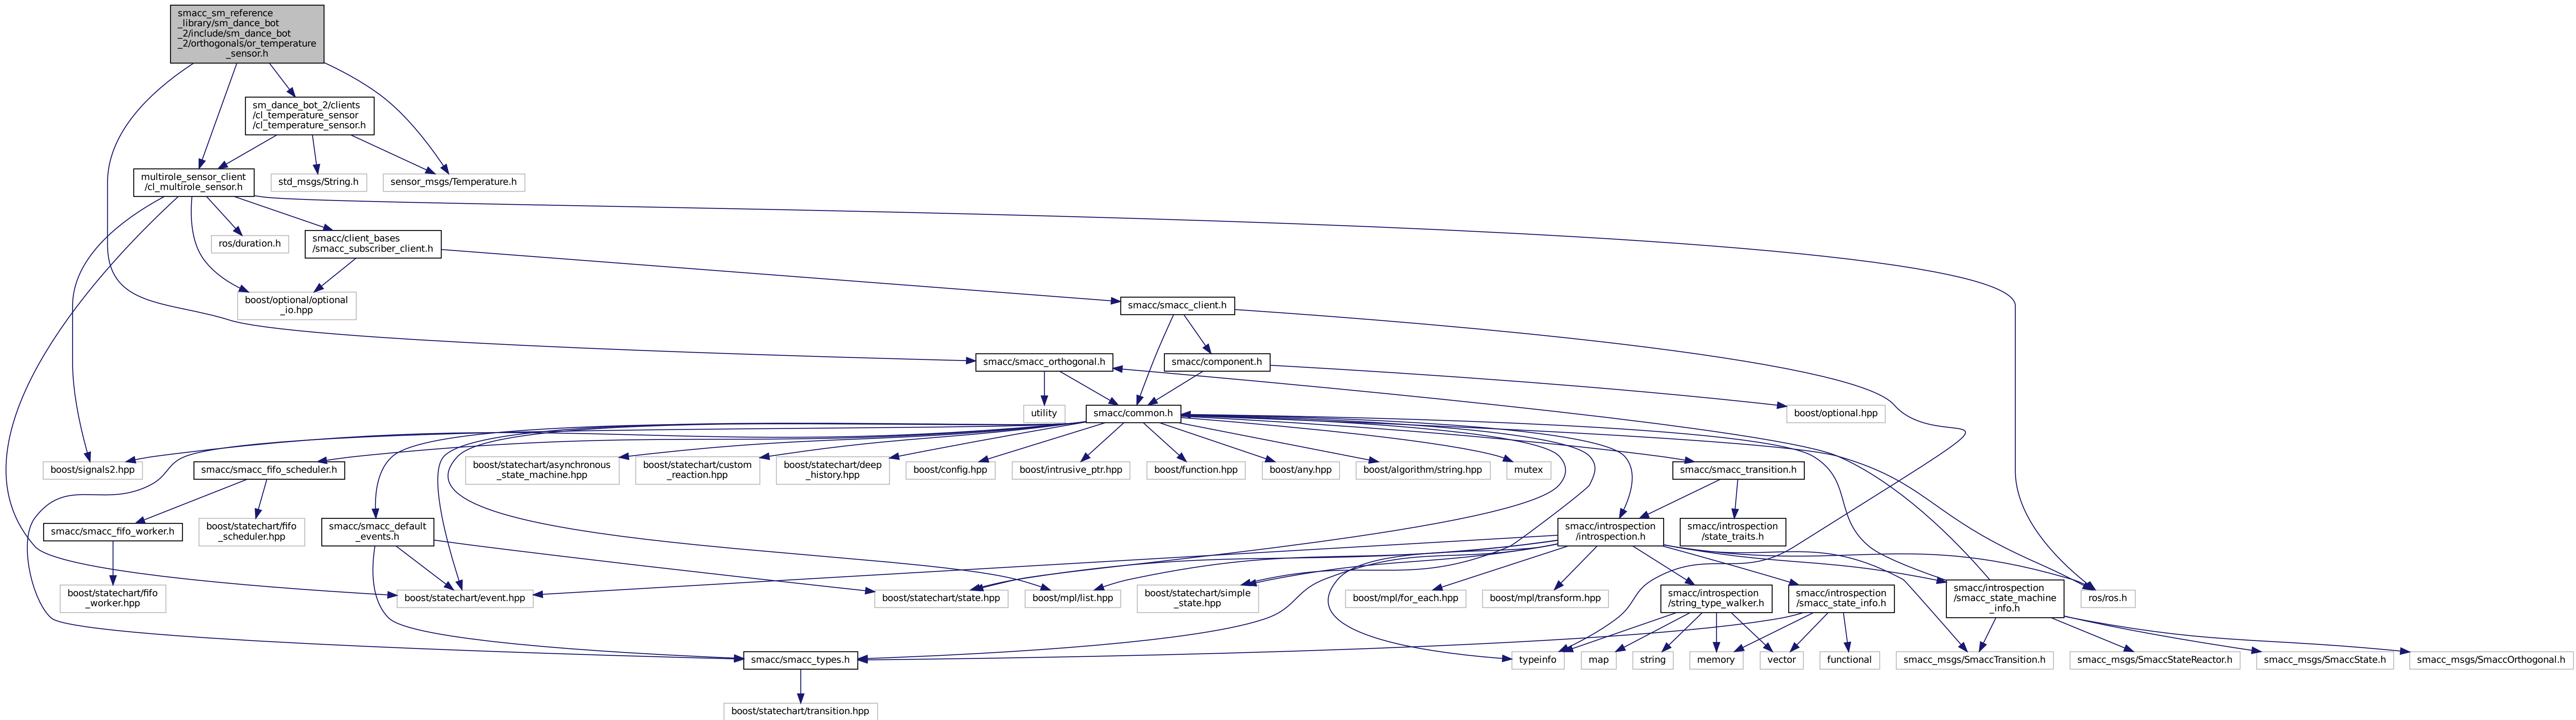 smacc_sm_reference
_library/sm_dance_bot
_2/include/sm_dance_bot
_2/orthogonals/or_temperature
_sensor.h
sm_dance_bot_2/clients
/cl_temperature_sensor
/cl_temperature_sensor.h
multirole_sensor_client
/cl_multirole_sensor.h
std_msgs/String.h
sensor_msgs/Temperature.h
ros/duration.h
smacc/client_bases
/smacc_subscriber_client.h
boost/optional/optional
_io.hpp
smacc/smacc_client.h
smacc/smacc_orthogonal.h
smacc/component.h
utility
smacc/common.h
boost/optional.hpp
boost/signals2.hpp
smacc/smacc_fifo_scheduler.h
boost/statechart/asynchronous
_state_machine.hpp
boost/statechart/custom
_reaction.hpp
boost/statechart/deep
_history.hpp
boost/config.hpp
boost/intrusive_ptr.hpp
boost/function.hpp
boost/any.hpp
boost/algorithm/string.hpp
mutex
smacc/smacc_transition.h
smacc/smacc_fifo_worker.h
boost/statechart/fifo
_scheduler.hpp
smacc/smacc_default
_events.h
smacc/introspection
/introspection.h
smacc/introspection
/state_traits.h
boost/statechart/fifo
_worker.hpp
boost/statechart/event.hpp
boost/statechart/state.hpp
boost/mpl/list.hpp
boost/statechart/simple
_state.hpp
boost/mpl/for_each.hpp
boost/mpl/transform.hpp
smacc/introspection
/string_type_walker.h
smacc/introspection
/smacc_state_info.h
smacc/introspection
/smacc_state_machine
_info.h
ros/ros.h
smacc/smacc_types.h
typeinfo
map
string
memory
vector
functional
smacc_msgs/SmaccTransition.h
smacc_msgs/SmaccStateReactor.h
smacc_msgs/SmaccState.h
smacc_msgs/SmaccOrthogonal.h
boost/statechart/transition.hpp